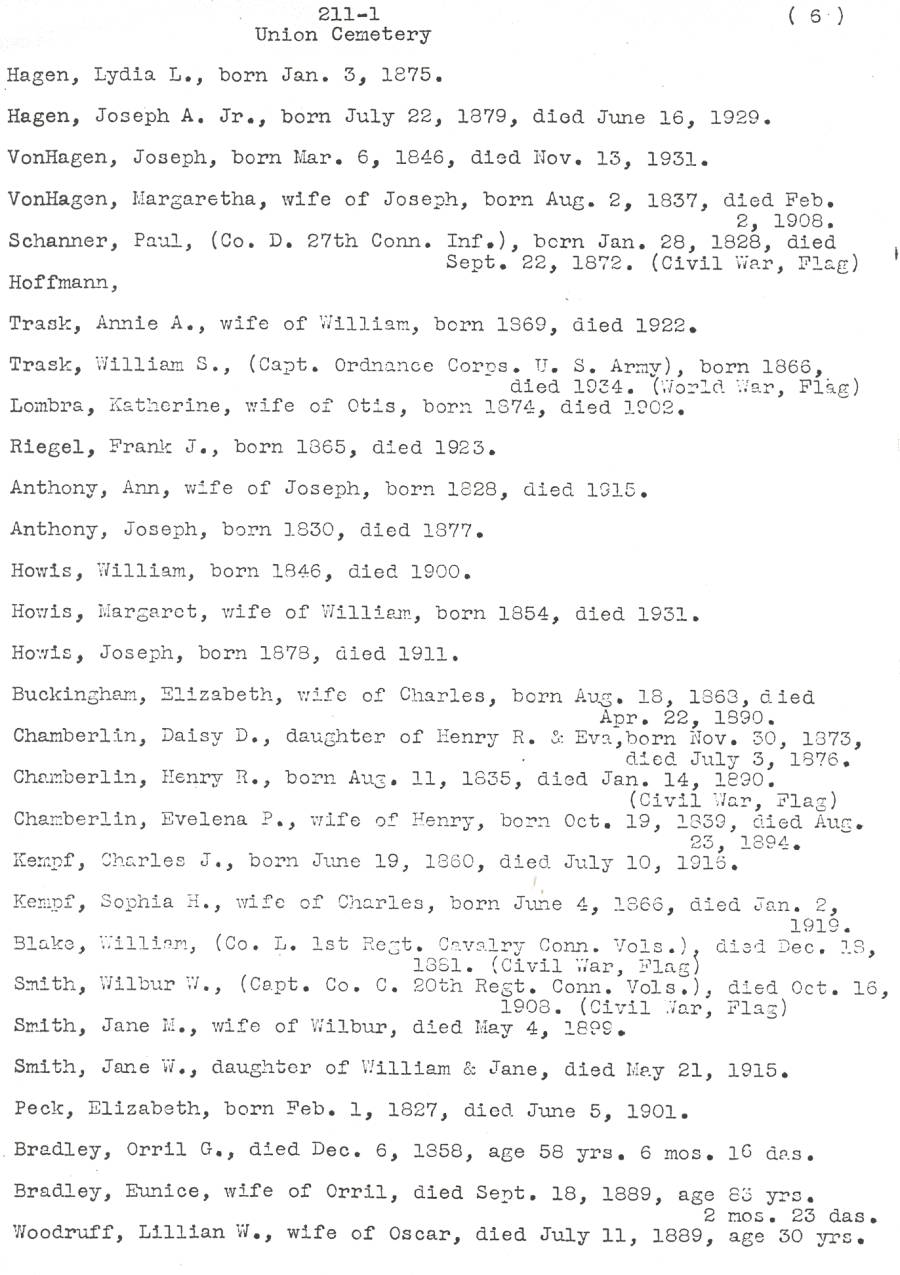 211-1
( 6 )
Union Cemetery
Hagen, Lydia L., born Jan. 3, 1875.
Hagen, Joseph A. Jr., born July 22, 1879, died June 16, 1929.
VonHagen, Joseph, born Mar. 6, 1846, died Nov. 13, 1931.
VonHagen, Margaretha, wife of Joseph, born Aug. 2, 1837, died Feb.
2, 1908.
Schanner, Paul, (Co. D. 27th Conn. Inf.), born Jan. 28, 1828, died
Sept. 22, 1872. (Civil War, Flag)
Hoffmann,
Trask, Annie A., wife of William, born 1869, died 1922.
Trask, William S., (Capt. Ordnance Corps. U. S. Army), born 1866,
died 1934. (World War, Flag)
Lombra, Katherine, wife of Otis, born 1874, died 1902.
Riegel, Frank J., born 1865, died 1923.
Anthony, Ann, wife of Joseph, born 1828, died 1915.
Anthony, Joseph, born 1830, died 1877.
Howis, William, born 1846, died 1900.
Howis, Margaret, wife of William, born 1854, died 1931.
Howis, Joseph, born 1878, died 1911.
Buckingham, Elizabeth, wife of Charles, born Aug. 18, 1863, died
Apr. 22, 1890.
Chamberlin, Daisy D., daughter of Henry R. & Eva,born Nov. 30, 1873,
died July 3, 1876.
Chamberlin, Henry R., born Aug. 11, 1835, died Jan. 14, 1890.
(Civil War, Flag)
Chamberlin, Evelena P., wife of Henry, born Oct. 19, 1839, died Aug.
23, 1894.
Kempf, Charles J., born June 19, 1860, died July 10, 1916.
Kempf, Sophia H., wife of Charles, born June 4, 1866, died Jan. 2,
1919.
Blake, William, (Co. L. 1st Regt. Cavalry Conn. Vols.), died Dec. 18,
1881. (Civil War, Flag)
Smith, Wilbur W., (Capt. Co. C. 20th Regt. Conn. Vols.), died Oct. 16,
1908. (Civil War, Flag)
Smith, Jane M., wife of Wilbur, died May 4, 1899.
Smith, Jane W., daughter of William & Jane, died May 21, 1915.
Peck, Elizabeth, born Feb. 1, 1827, died June 5, 1901.
Bradley, Orril G., died Dec. 6, 1858, age 58 yrs. 6 mos. 16 das.
Bradley, Eunice, wife of Orril, died Sept. 18, 1889, age 83 yrs.
2 mos. 23 das.
Woodruff, Lillian W., wife of Oscar, died July 11, 1889, age 30 yrs.